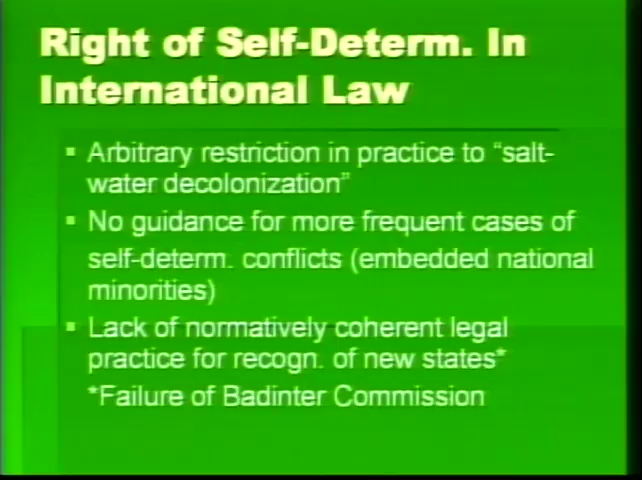 Right of Self-Determ. In
International Law
▪ Arbitrary restriction in practice to “salt-
water decolonization”
▪ No guidance for more frequent cases of
self-determ. conflicts (embedded national
minorities)
▪ Lack of normatively coherent legal
practice for recogn. of new states*
*Failure of Badinter Commission